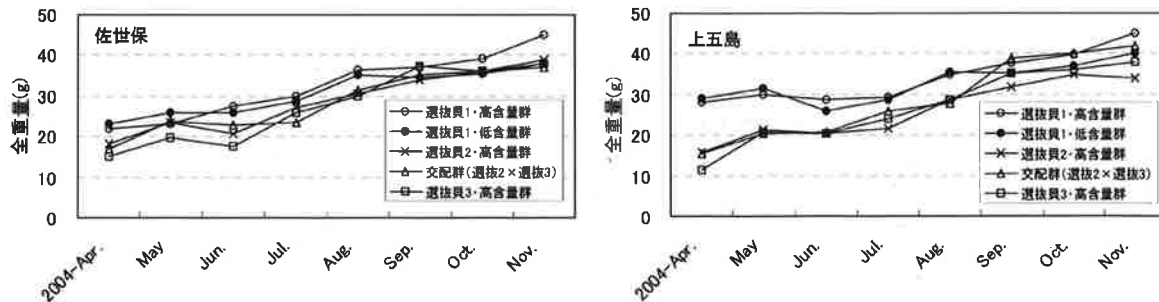 佐世保
全重量(g)
50
40
30
20
10
0
選抜貝1・高含量群
選抜貝1・低含量群
選抜貝2・高含量群
交配群(選抜2×選抜3)
選抜貝3・高含量群
2004-Apr.
May
Jun.
Jul.
Aug.
Sep.
Oct.
Nov.
上五島
全重量(g)
50
40
30
20
10
0
選抜貝1・高含量群
選抜貝1・低含量群
選抜貝2・高含量群
交配群(選抜2×選抜3)
選抜貝3・高含量群
2004-Apr.
May
Jun.
Jul.
Aug.
Sep.
Oct.
Nov.